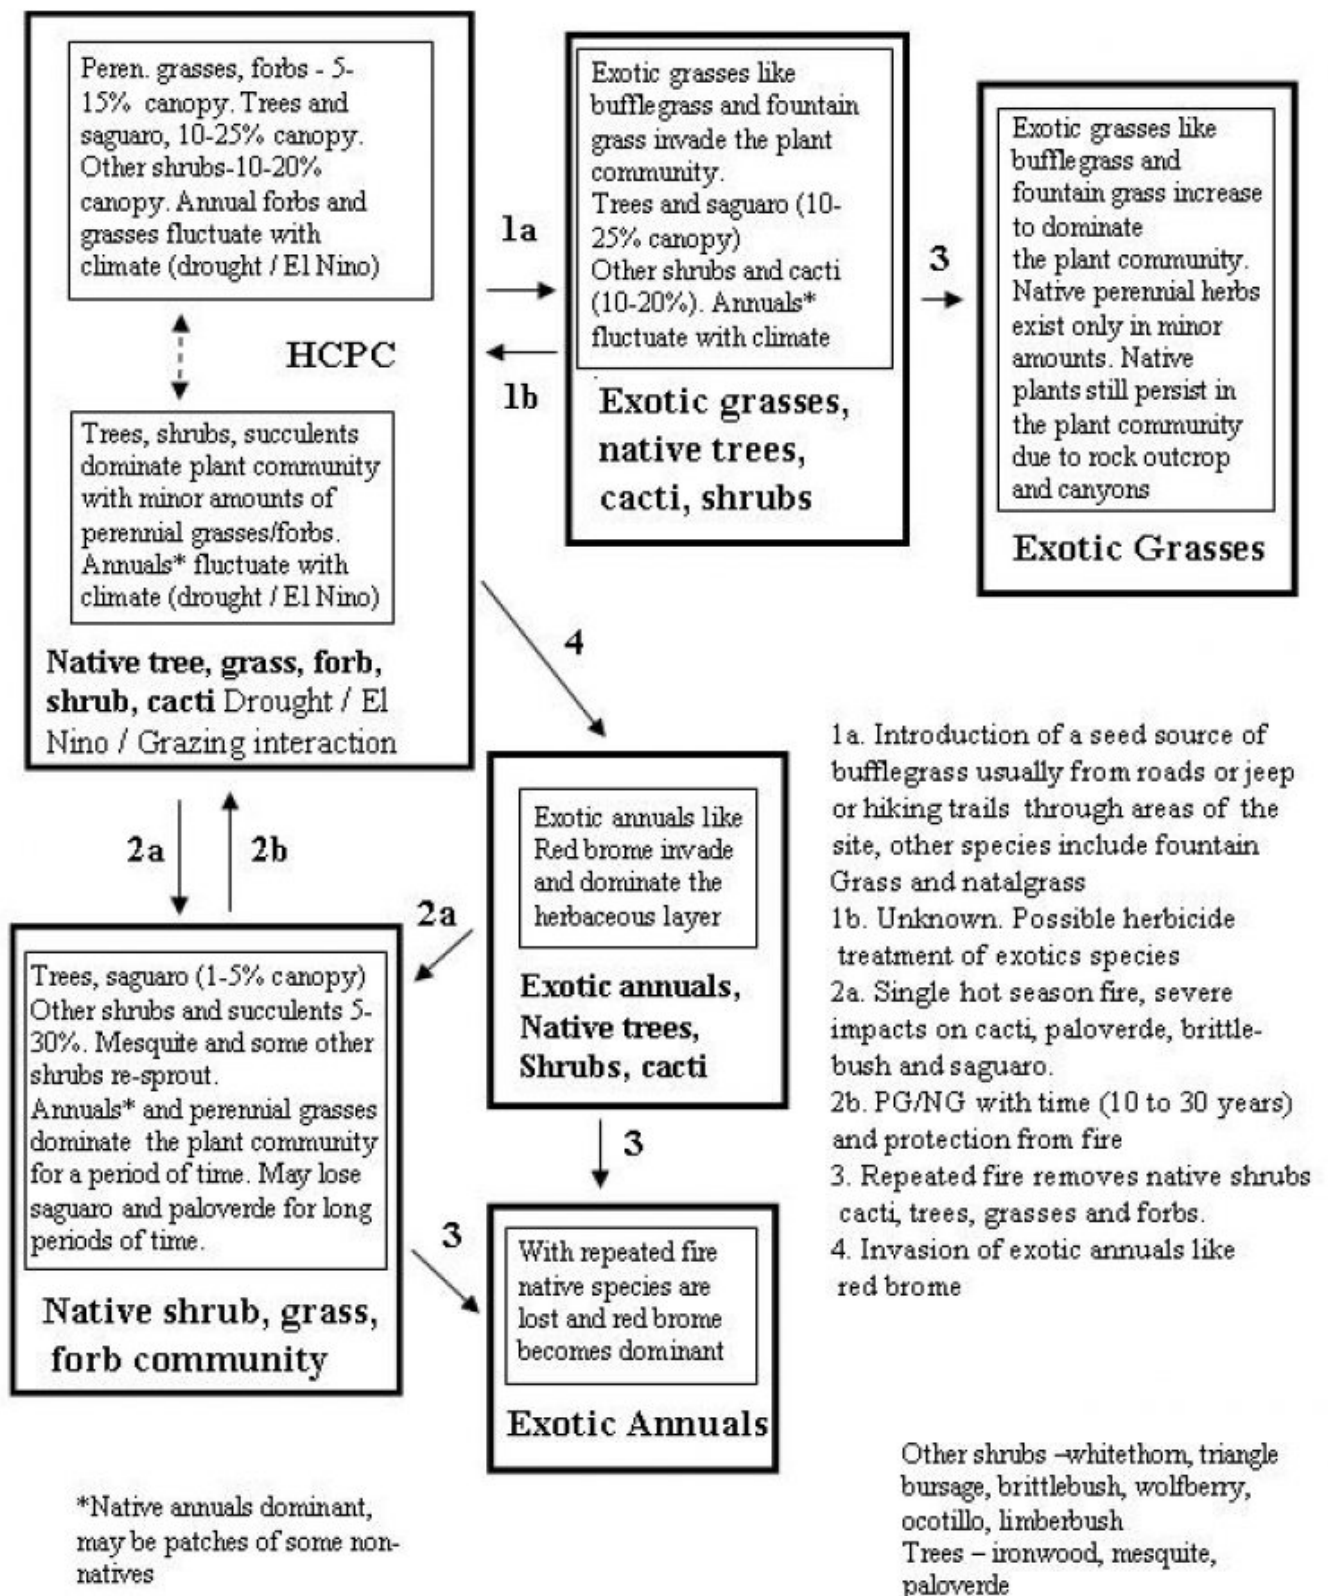 Peren. grasses, forbs - 5-
15% canopy. Trees and
saguaro, 10-25% canopy.
Other shrubs-10-20%
canopy. Annual forbs and
grasses fluctuate with
climate (drought / El Nino)
HCPC
Trees, shrubs, succulents
dominate plant community
with minor amounts of
perennial grasses/forbs.
Annuals* fluctuate with
climate (drought / El Nino)
Native tree, grass, forb,
shrub, cacti Drought / El
Nino / Grazing interaction
1a
1b
Exotic grasses like
bufflegrass and fountain
grass invade the plant
community.
Trees and saguaro (10-
25% canopy)
Other shrubs and cacti
(10-20%). Annuals*
fluctuate with climate
Exotic grasses,
native trees,
cacti, shrubs
3
Exotic grasses like
bufflegrass and
fountain grass increase
to dominate
the plant community.
Native perennial herbs
exist only in minor
amounts. Native
plants still persist in
the plant community
due to rock outcrop
and canyons
Exotic Grasses
4
2a
2b
Exotic annuals like
Red brome invade
and dominate the
herbaceous layer
Exotic annuals,
Native trees,
Shrubs, cacti
2a
Trees, saguaro (1-5% canopy)
Other shrubs and succulents 5-
30%. Mesquite and some other
shrubs re-sprout.
Annuals* and perennial grasses
dominate the plant community
for a period of time. May lose
saguaro and paloverde for long
periods of time.
Native shrub, grass,
forb community
3
3
With repeated fire
native species are
lost and red brome
becomes dominant
Exotic Annuals
1a. Introduction of a seed source of
bufflegrass usually from roads or jeep
or hiking trails through areas of the
site, other species include fountain
Grass and natalgrass
1b. Unknown. Possible herbicide
treatment of exotics species
2a. Single hot season fire, severe
impacts on cacti, paloverde, brittle-
bush and saguaro.
2b. PG/NG with time (10 to 30 years)
and protection from fire
3. Repeated fire removes native shrubs
cacti, trees, grasses and forbs.
4. Invasion of exotic annuals like
red brome
*Native annuals dominant,
may be patches of some non-
natives
Other shrubs –whitethorn, triangle
bursage, brittlebush, wolfberry,
ocotillo, limberbush
Trees – ironwood, mesquite,
paloverde